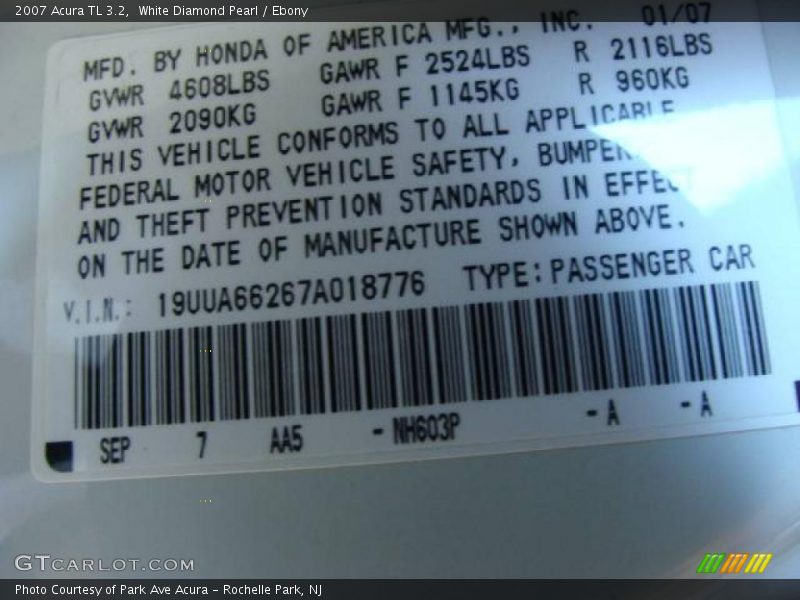 2007 Acura TL 3.2, White Diamond Pearl / Ebony
MFD. BY HONDA OF AMERICA MFG., INC. 01/07
GVWR 4608LBS GAWR F 2524LBS R 2116LBS
GVWR 2090KG GAWR F 1145KG R 960KG
THIS VEHICLE CONFORMS TO ALL APPLICABLE
FEDERAL MOTOR VEHICLE SAFETY, BUMPER
AND THEFT PREVENTION STANDARDS IN EFFECT
ON THE DATE OF MANUFACTURE SHOWN ABOVE.
V.I.N.: 19UUA66267A018776 TYPE: PASSENGER CAR
SEP 7 AA5 - NH603P - A - A
GTCARLOT.COM
Photo Courtesy of Park Ave Acura - Rochelle Park, NJ